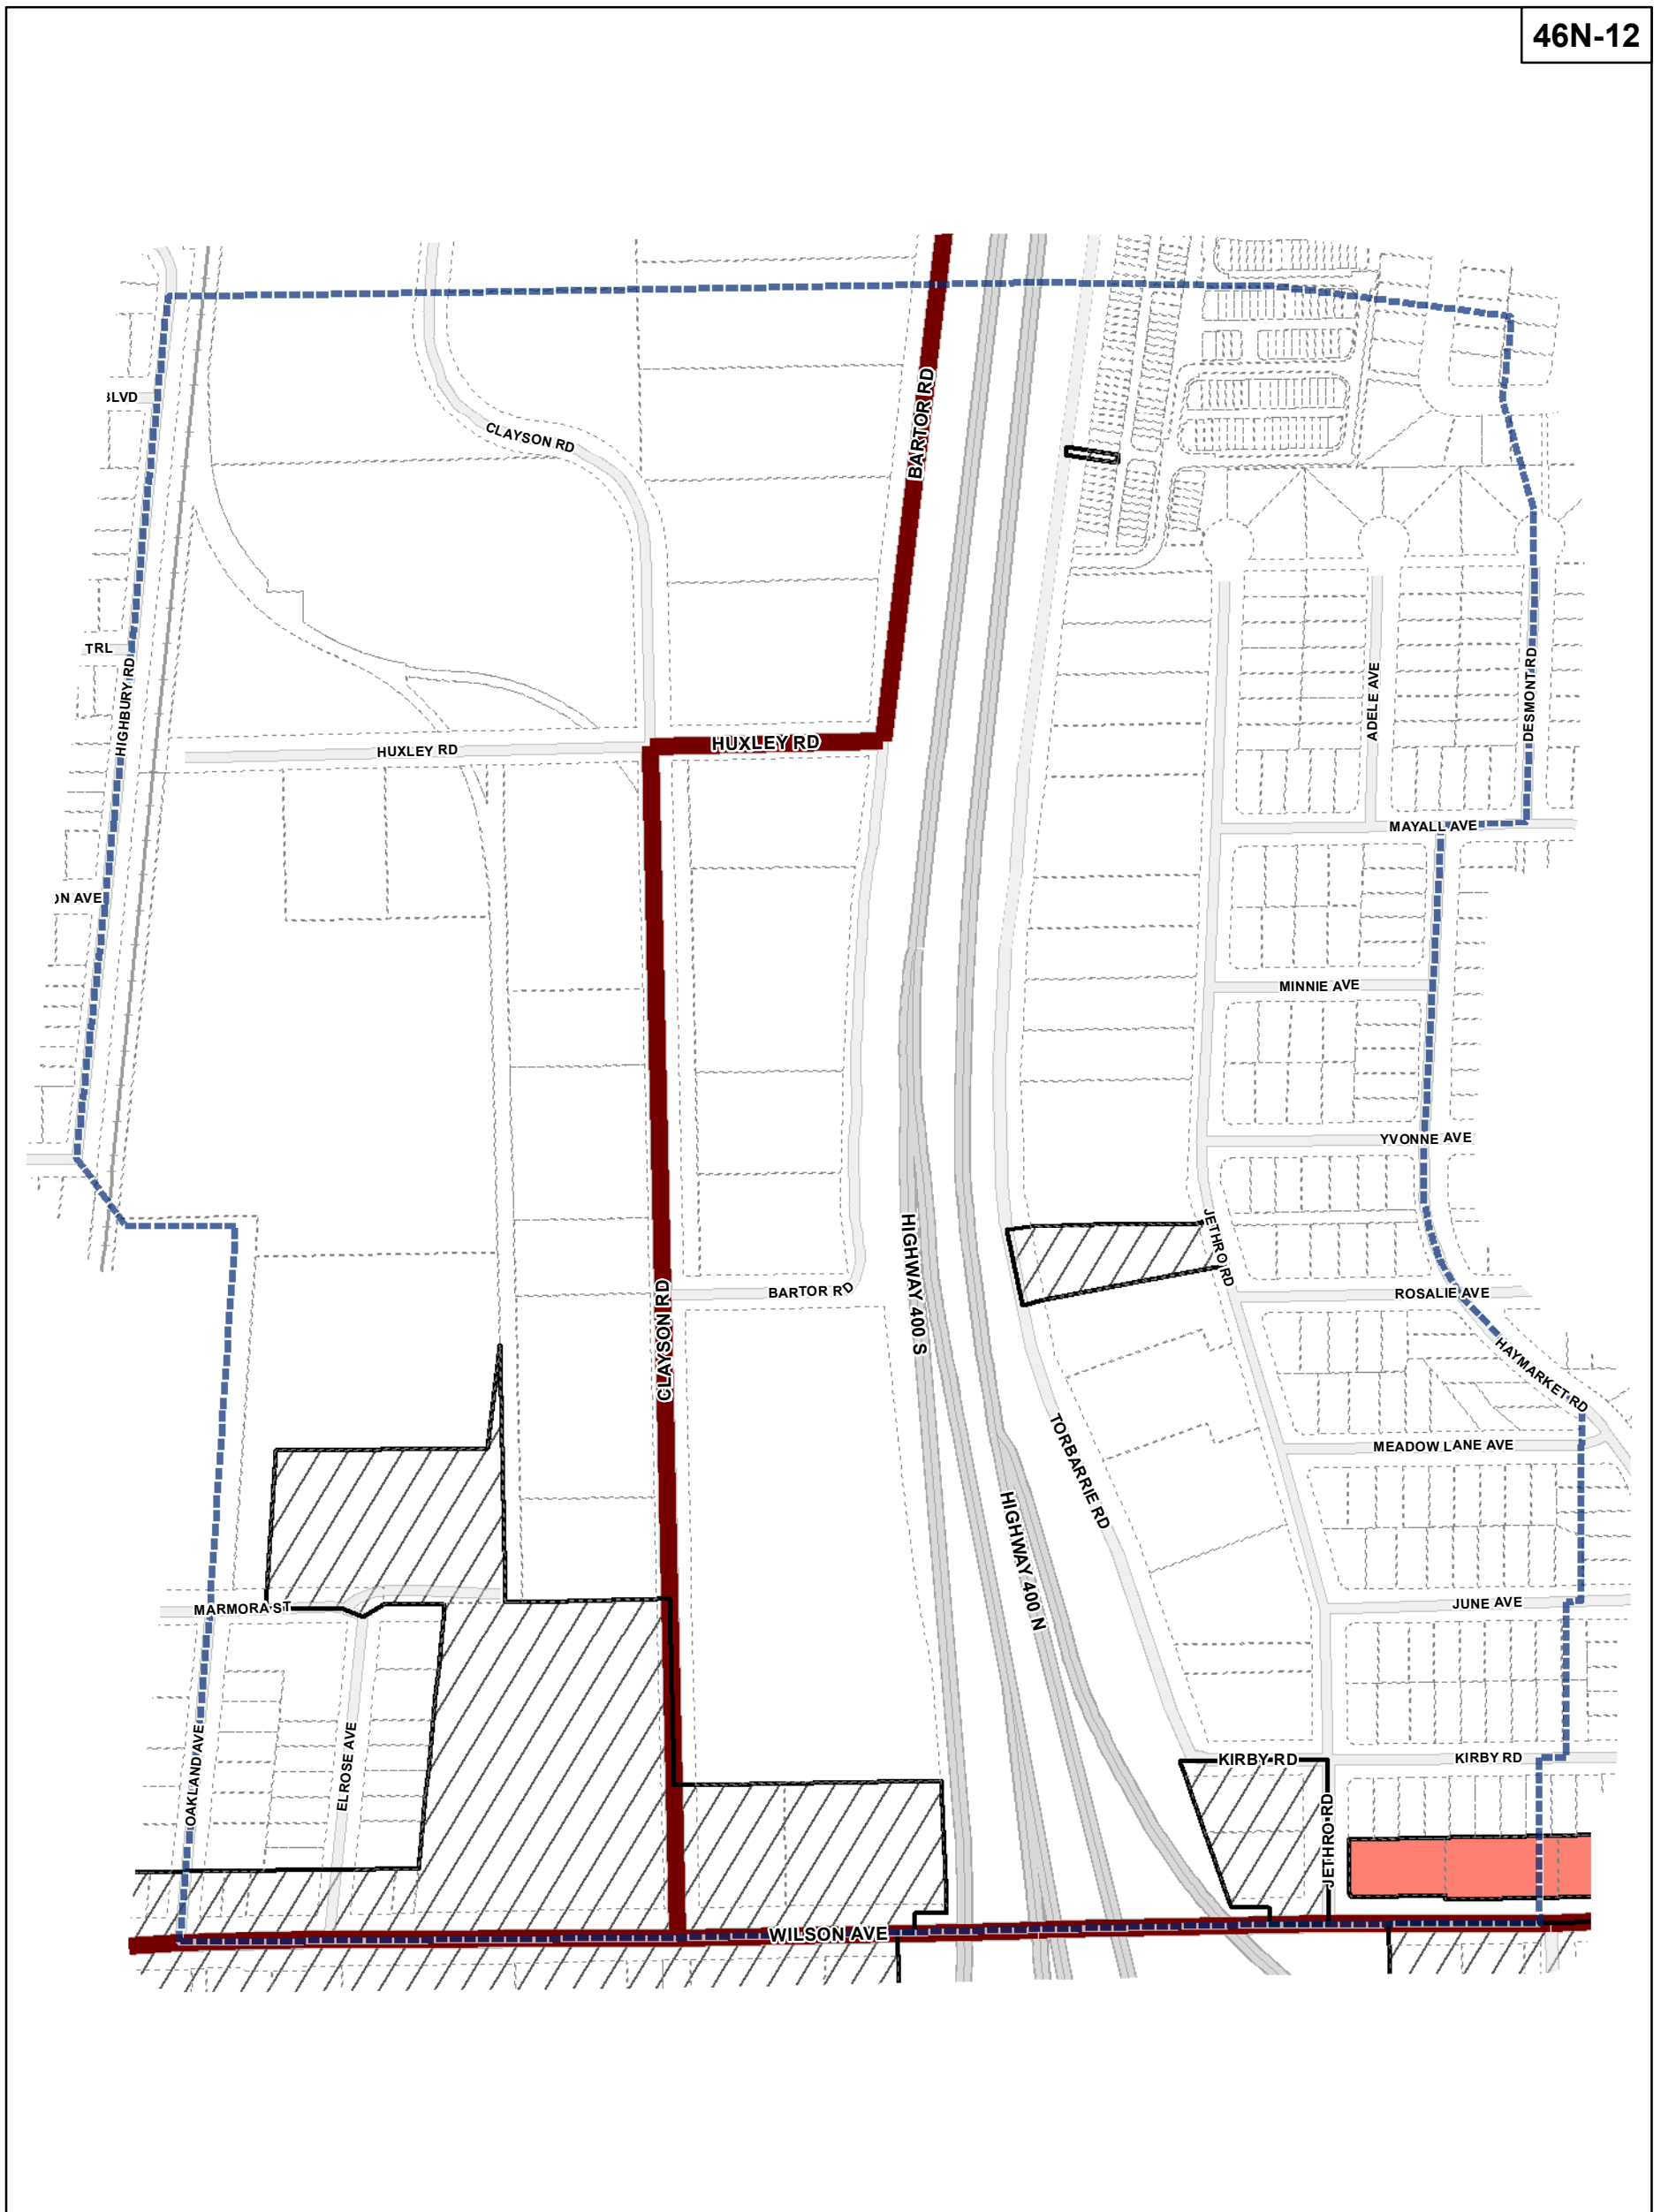 46N-12
BARTOR RD
BLVD
CLAYSON RD
TRL
HIGHBURY RD
ADELE AVE
DESMONT RD
HUXLEY RD
HUXLEY RD
MAYALL AVE
ON AVE
MINNIE AVE
YVONNE AVE
JETHRO RD
HIGHWAY 400 S
BARTOR RD
ROSALIE AVE
CLAYSON RD
HAYMARKET RD
TORBARRIE RD
MEADOW LANE AVE
HIGHWAY 400 N
MARMORA ST
JUNE AVE
OAKLAND AVE
ELROSE AVE
KIRBY RD
KIRBY RD
JETHRO RD
WILSON AVE